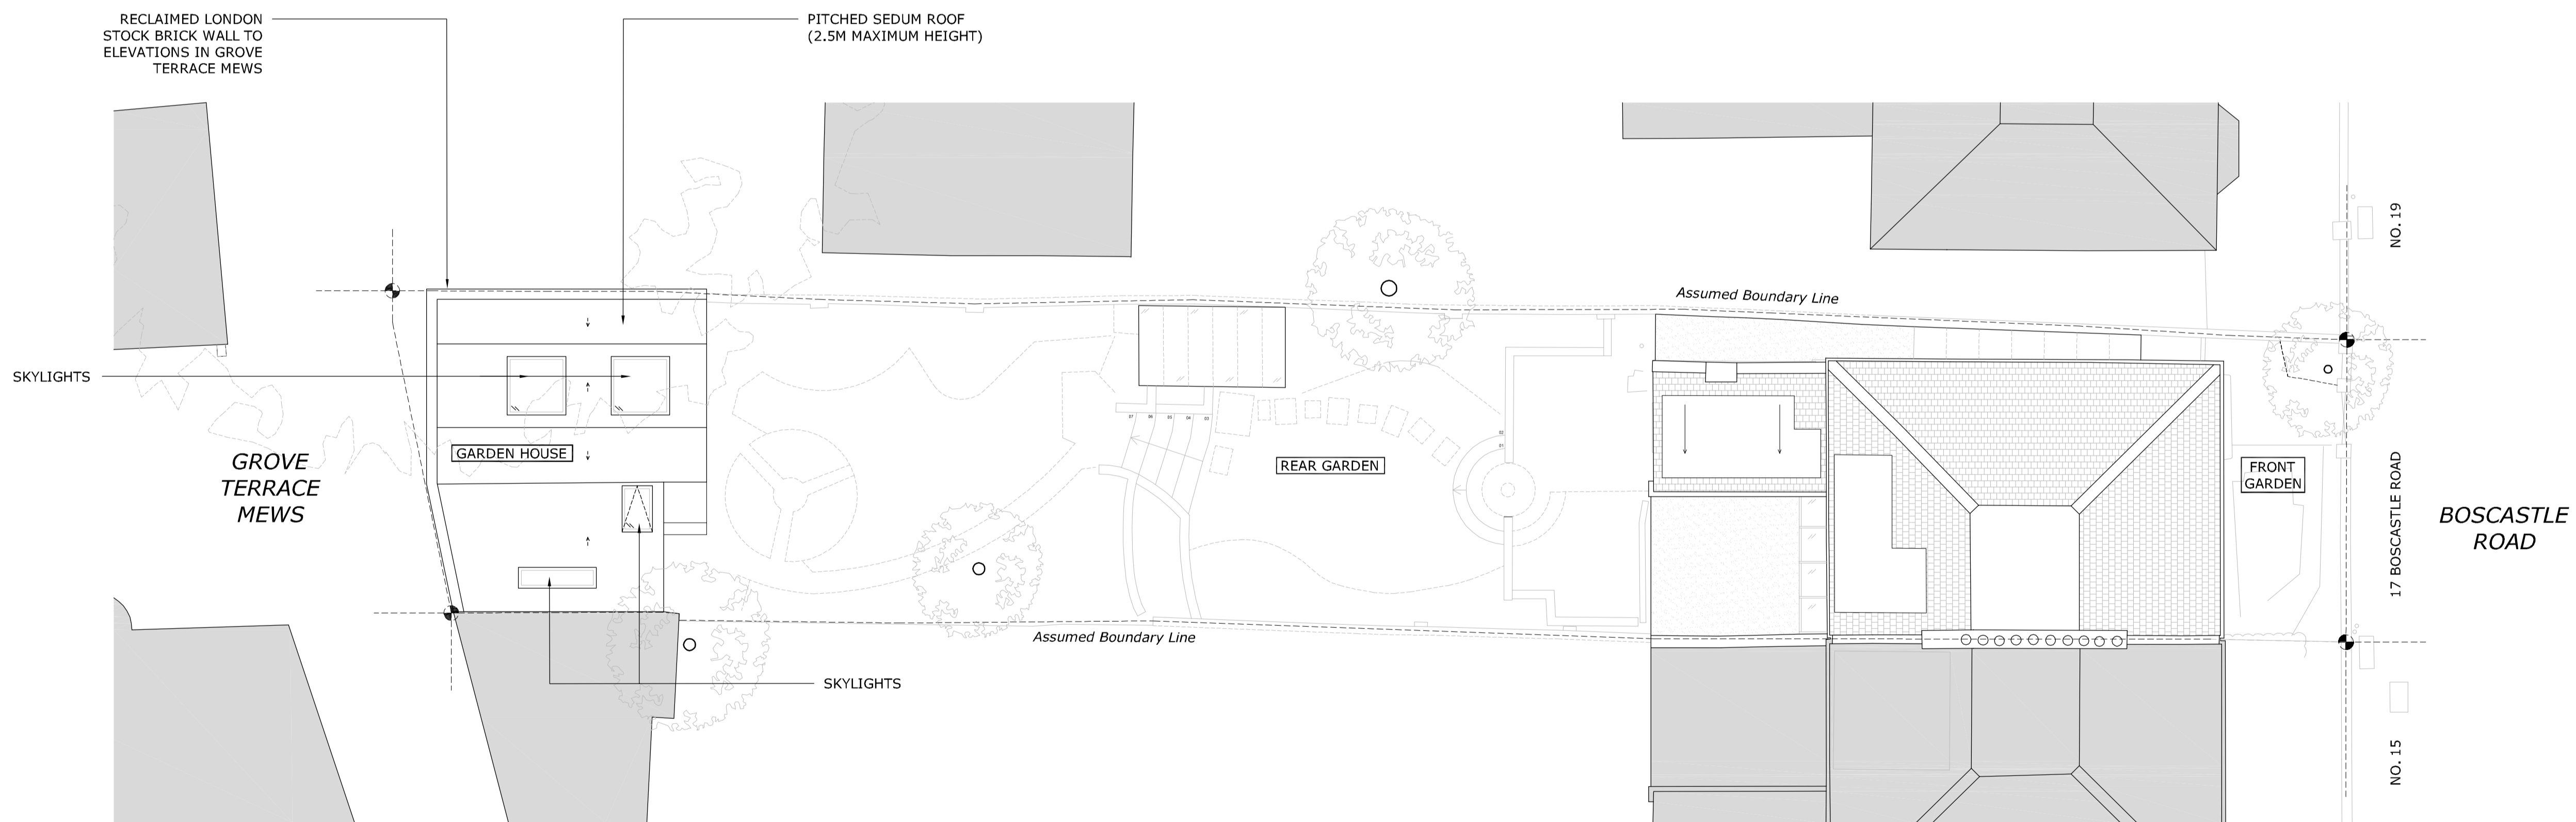 RECLAIMED LONDON
STOCK BRICK WALL TO
ELEVATIONS IN GROVE
TERRACE MEWS
PITCHED SEDUM ROOF
(2.5M MAXIMUM HEIGHT)
NO. 19
Assumed Boundary Line
SKYLIGHTS
GARDEN HOUSE
GROVE
TERRACE
MEWS
REAR GARDEN
FRONT
GARDEN
17 BOSCASTLE ROAD
BOSCASTLE
ROAD
Assumed Boundary Line
SKYLIGHTS
NO. 15